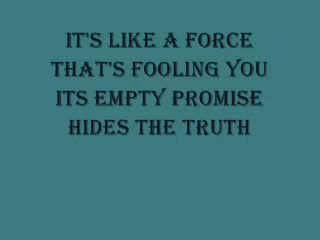 IT'S LIKE A FORCE
THAT'S FOOLING YOU
ITS EMPTY PROMISE
HIDES THE TRUTH